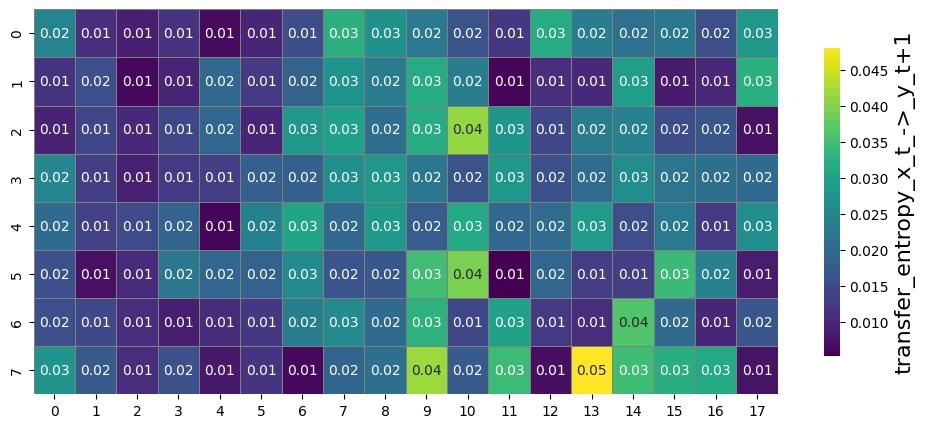 0 0.02 0.01 0.01 0.01 0.01 0.01 0.01 0.03 0.03 0.02 0.02 0.01 0.03 0.02 0.02 0.02 0.02 0.03
1 0.01 0.02 0.01 0.01 0.02 0.01 0.02 0.03 0.02 0.03 0.02 0.01 0.01 0.01 0.03 0.01 0.01 0.03
2 0.01 0.01 0.01 0.01 0.02 0.01 0.03 0.03 0.02 0.03 0.04 0.03 0.01 0.02 0.02 0.02 0.02 0.01
3 0.02 0.01 0.01 0.01 0.01 0.02 0.02 0.03 0.03 0.02 0.02 0.03 0.02 0.02 0.03 0.02 0.02 0.02
4 0.02 0.01 0.01 0.02 0.01 0.02 0.03 0.02 0.03 0.02 0.03 0.02 0.02 0.03 0.02 0.02 0.01 0.03
5 0.02 0.01 0.01 0.02 0.02 0.02 0.03 0.02 0.02 0.03 0.04 0.01 0.02 0.01 0.01 0.03 0.02 0.01
6 0.02 0.01 0.01 0.01 0.01 0.01 0.02 0.03 0.02 0.03 0.01 0.03 0.01 0.01 0.04 0.02 0.01 0.02
7 0.03 0.02 0.01 0.02 0.01 0.01 0.01 0.02 0.02 0.04 0.02 0.03 0.01 0.05 0.03 0.03 0.03 0.01
0 1 2 3 4 5 6 7 8 9 10 11 12 13 14 15 16 17
0.045
0.040
0.035
0.030
0.025
0.020
0.015
0.010
transfer_entropy_x_t_->_y_t+1